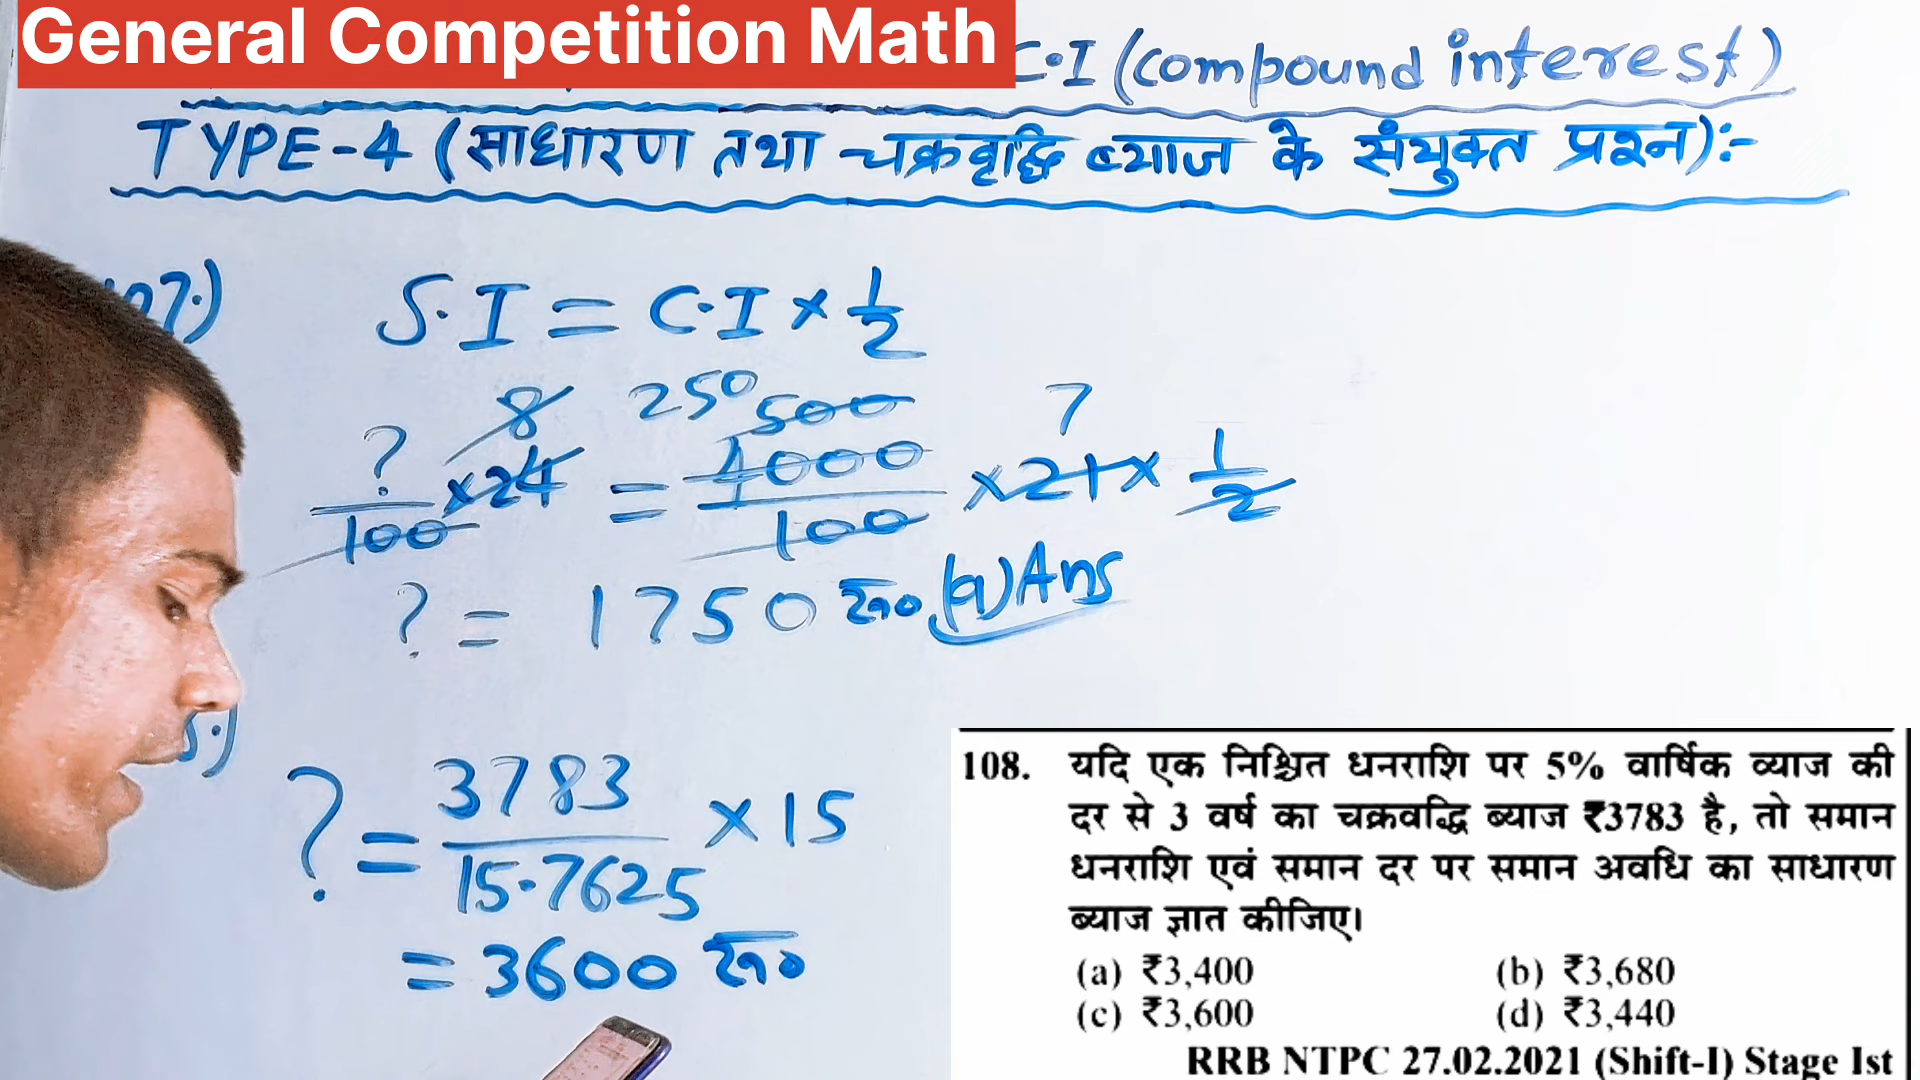 General Competition Math
C·I (compound interest)
TYPE-4 (साधारण तथा चक्रवृद्धि ब्याज के संयुक्त प्रश्न):-
07.)
S·I = C·I × 1/2
8 250 500 7
?/100 × 24 = 4000/100 × 21 × 1/2
? = 1750 रू०, (a) Ans
? = 3783/15.7625 × 15
= 3600 रू०
108. यदि एक निश्चित धनराशि पर 5% वार्षिक व्याज की
दर से 3 वर्ष का चक्रवद्धि ब्याज ₹3783 है, तो समान
धनराशि एवं समान दर पर समान अवधि का साधारण
ब्याज ज्ञात कीजिए।
(a) ₹3,400 (b) ₹3,680
(c) ₹3,600 (d) ₹3,440
RRB NTPC 27.02.2021 (Shift-I) Stage Ist